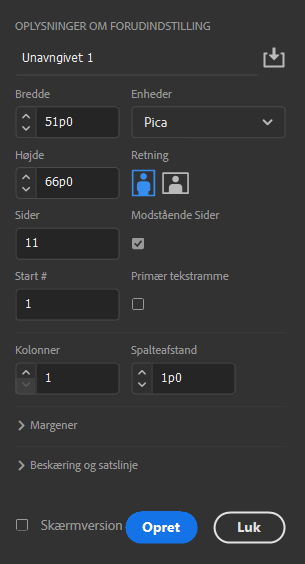 OPLYSNINGER OM FORUDINDSTILLING
Unavngivet 1
Bredde Enheder
51p0 Pica
Højde Retning
66p0
Sider Modstående Sider
11
Start # Primær tekstramme
1
Kolonner Spalteafstand
1 1p0
Margener
Beskæring og satslinje
Skærmversion Opret Luk